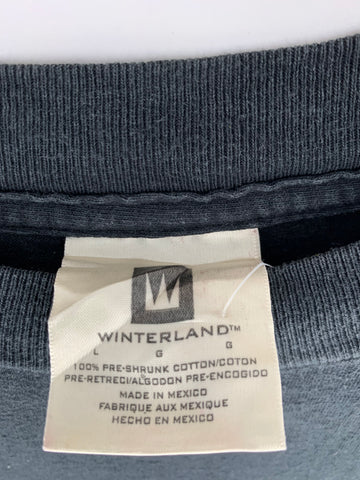 W
WINTERLAND™
L G G
100% PRE-SHRUNK COTTON/COTON
PRE-RETRECI/ALGODON PRE-ENCOGIDO
MADE IN MEXICO
FABRIQUE AUX MEXIQUE
HECHO EN MEXICO